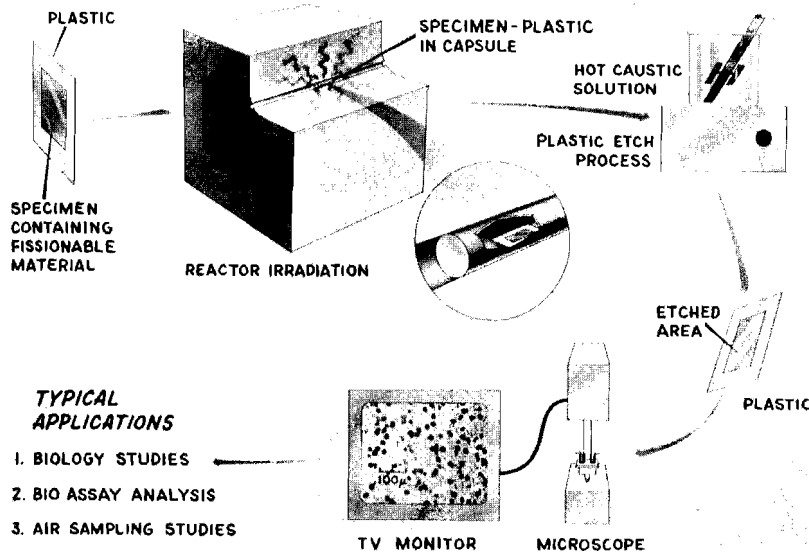 PLASTIC
SPECIMEN
CONTAINING
FISSIONABLE
MATERIAL
REACTOR IRRADIATION
SPECIMEN-PLASTIC
IN CAPSULE
HOT CAUSTIC
SOLUTION
PLASTIC ETCH
PROCESS
ETCHED
AREA
PLASTIC
MICROSCOPE
TV MONITOR
100μ
TYPICAL
APPLICATIONS
1. BIOLOGY STUDIES
2. BIO ASSAY ANALYSIS
3. AIR SAMPLING STUDIES